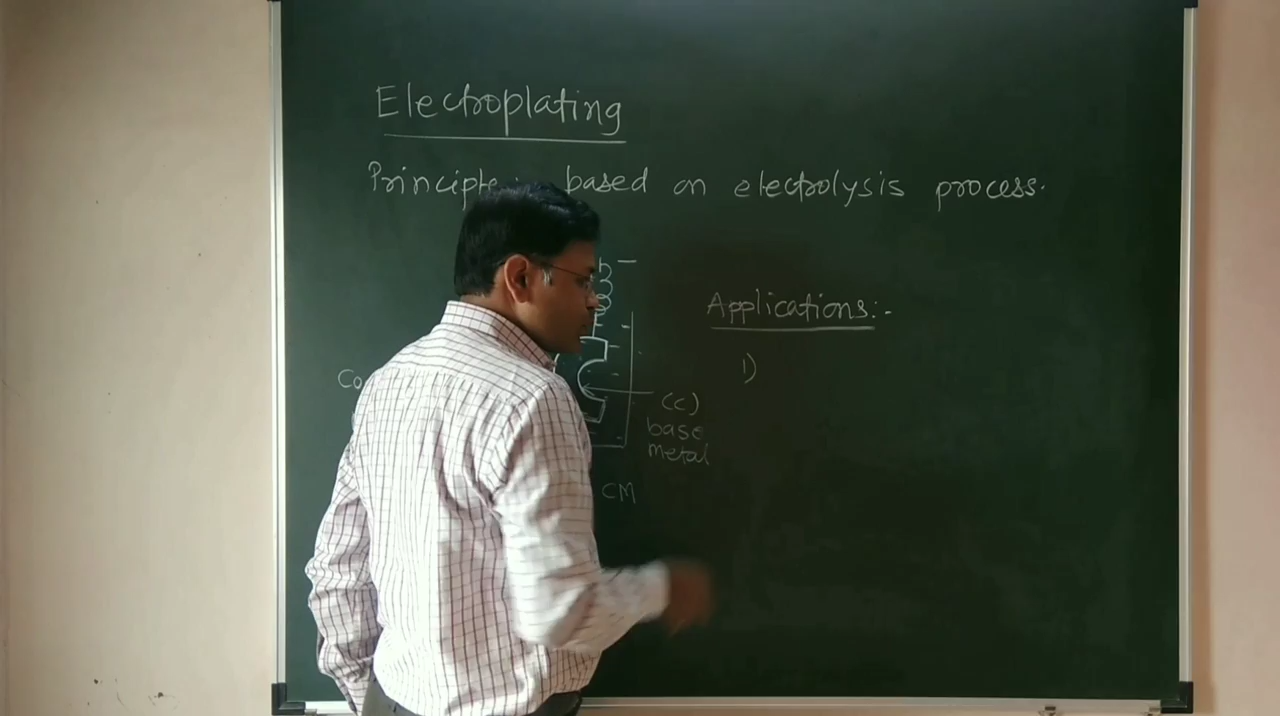 Electroplating
Principle : based on electrolysis process.
Applications:-
1)
Co
(c)
base
metal
CM